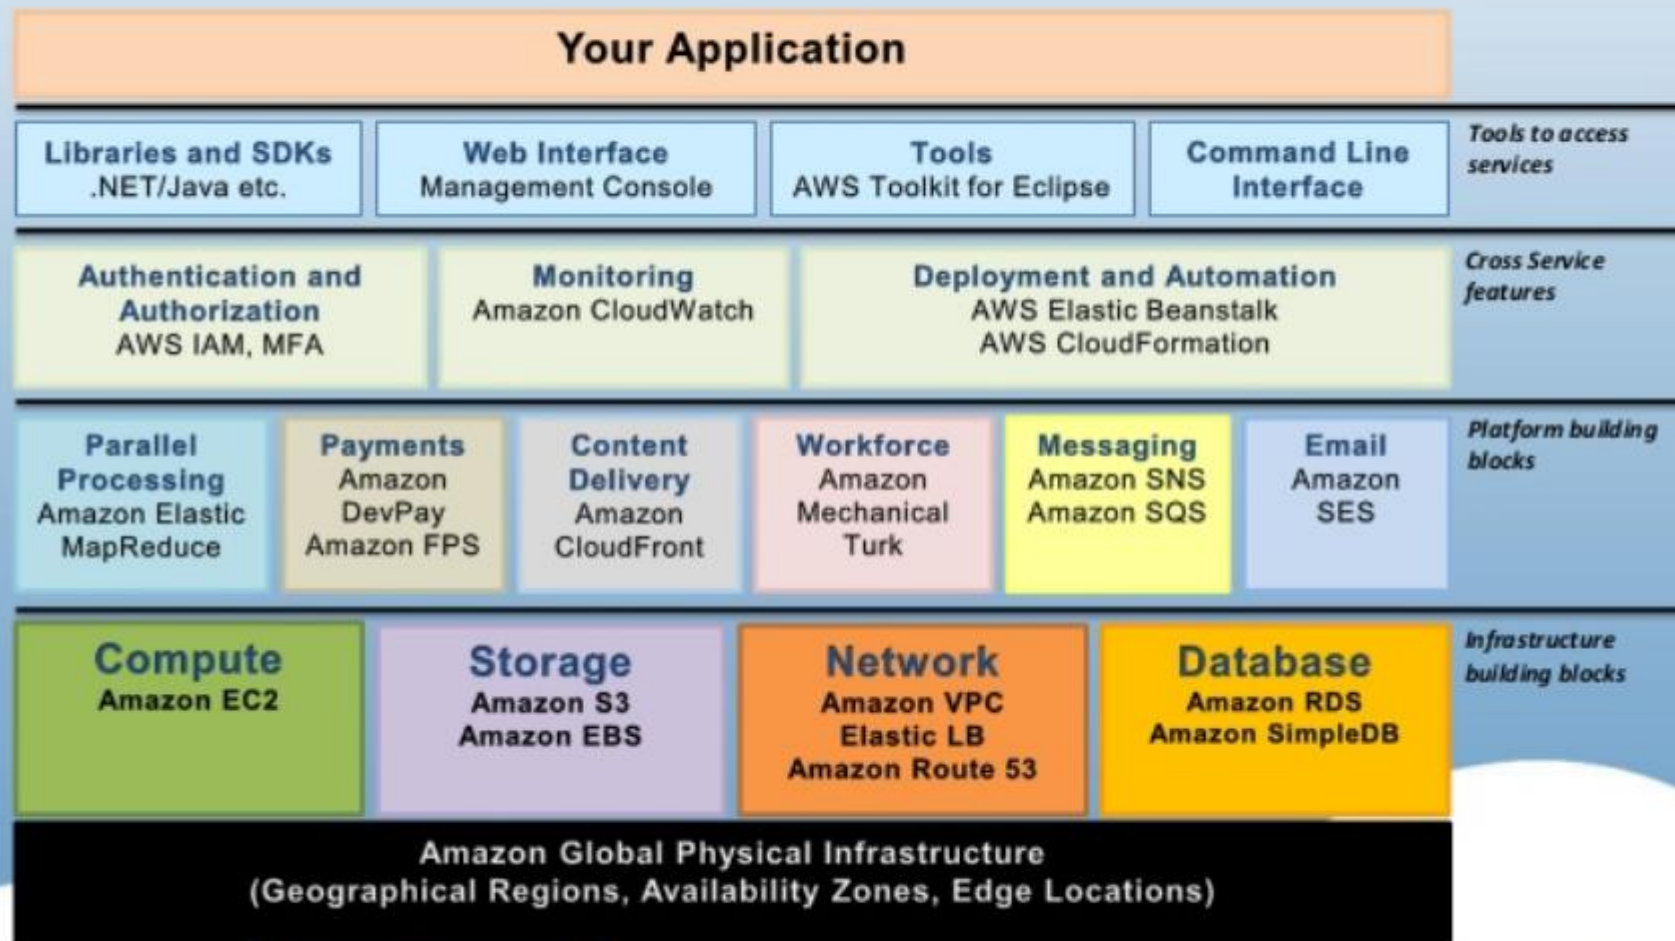 Your Application
Libraries and SDKs
.NET/Java etc.
Web Interface
Management Console
Tools
AWS Toolkit for Eclipse
Command Line
Interface
Tools to access
services
Authentication and
Authorization
AWS IAM, MFA
Monitoring
Amazon CloudWatch
Deployment and Automation
AWS Elastic Beanstalk
AWS CloudFormation
Cross Service
features
Parallel
Processing
Amazon Elastic
MapReduce
Payments
Amazon
DevPay
Amazon FPS
Content
Delivery
Amazon
CloudFront
Workforce
Amazon
Mechanical
Turk
Messaging
Amazon SNS
Amazon SQS
Email
Amazon
SES
Platform building
blocks
Compute
Amazon EC2
Storage
Amazon S3
Amazon EBS
Network
Amazon VPC
Elastic LB
Amazon Route 53
Database
Amazon RDS
Amazon SimpleDB
Infrastructure
building blocks
Amazon Global Physical Infrastructure
(Geographical Regions, Availability Zones, Edge Locations)